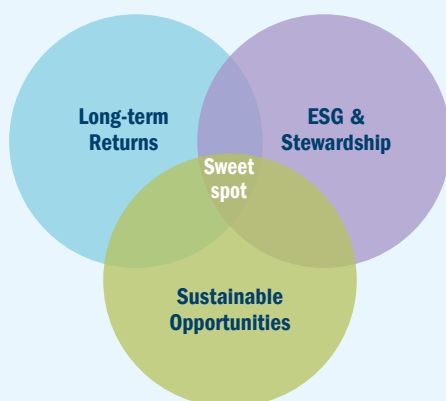 Long-term
Returns
ESG &
Stewardship
Sweet
spot
Sustainable
Opportunities